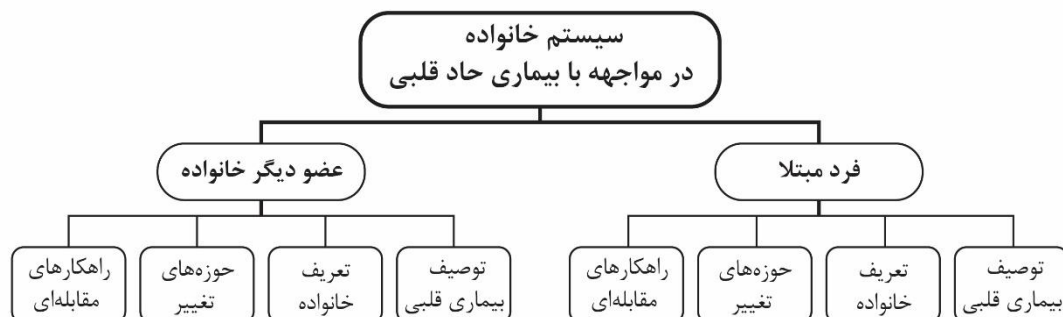 سیستم خانواده
در مواجهه با بیماری حاد قلبی
فرد مبتلا
عضو دیگر خانواده
توصیف
بیماری قلبی
تعریف
خانواده
حوزه‌های
تغییر
راهکارهای
مقابله‌ای
توصیف
بیماری قلبی
تعریف
خانواده
حوزه‌های
تغییر
راهکارهای
مقابله‌ای